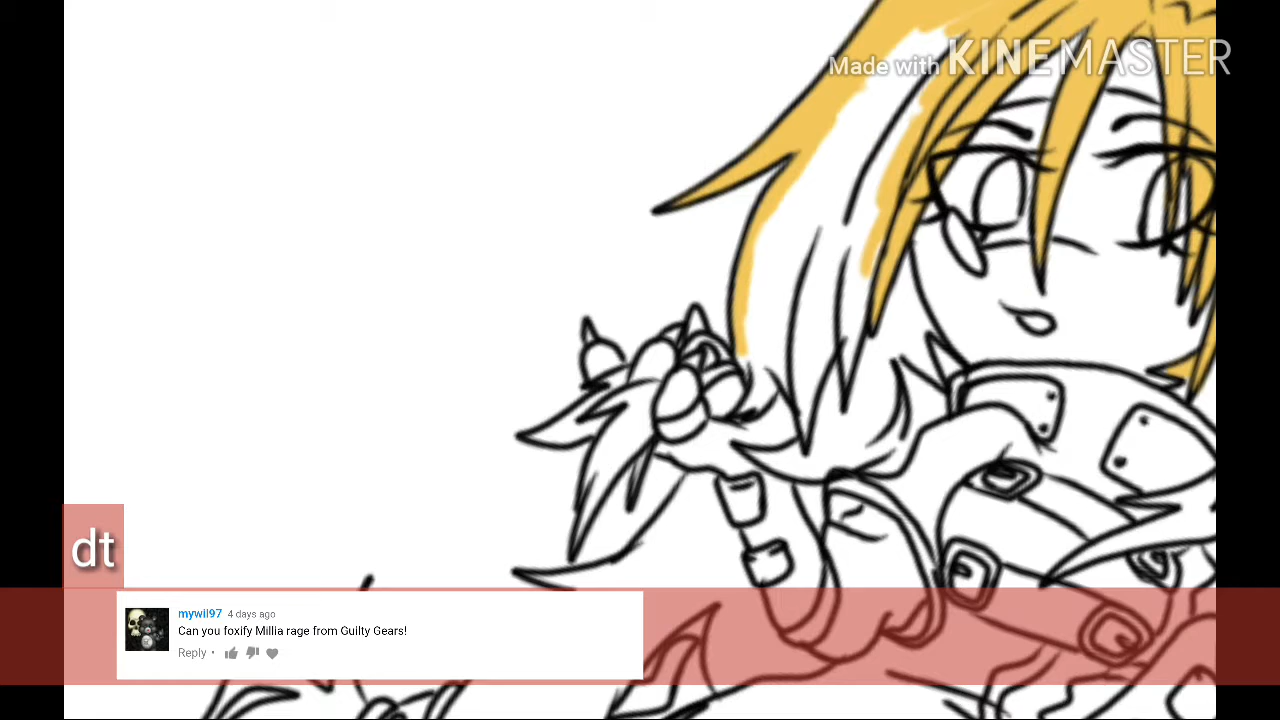 Made with KINEMASTER
dt
mywil97 4 days ago
Can you foxify Millia rage from Guilty Gears!
Reply •